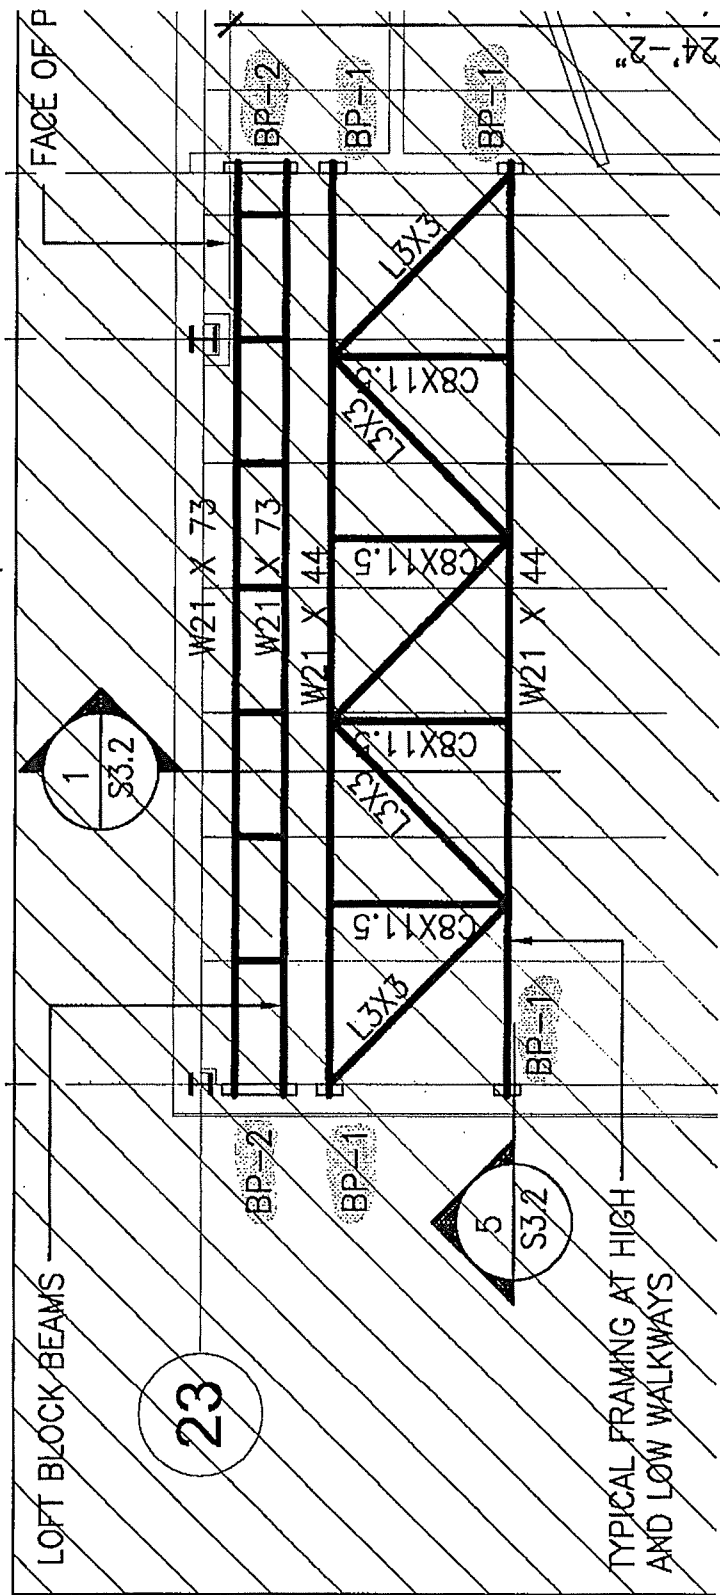 LOFT BLOCK BEAMS
FACE OF P
23
1
S3.2
W21 X 73
W21 X 73
W21 X 44
W21 X 44
BP-2
BP-1
BP-1
BP-2
BP-1
BP-1
L3X3
C8X11.5
L3X3
C8X11.5
C8X11.5
L3X3
C8X11.5
L3X3
5
S3.2
TYPICAL FRAMING AT HIGH
AND LOW WALKWAYS
24'-2"